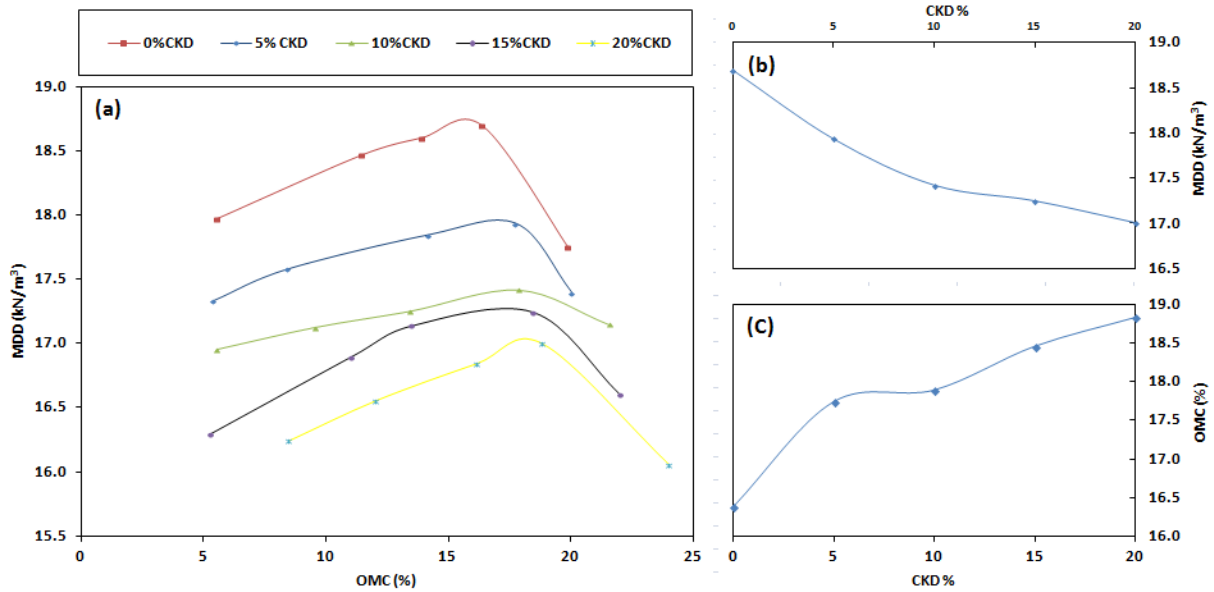 0%CKD 5% CKD 10%CKD 15%CKD 20%CKD
(a)
19.0
18.5
18.0
17.5
17.0
16.5
16.0
15.5
MDD (kN/m³)
0 5 10 15 20 25
OMC (%)
CKD %
0 5 10 15 20
(b)
19.0
18.5
18.0
17.5
17.0
16.5
MDD (kN/m³)
(C)
19.0
18.5
18.0
17.5
17.0
16.5
16.0
OMC (%)
0 5 10 15 20
CKD %